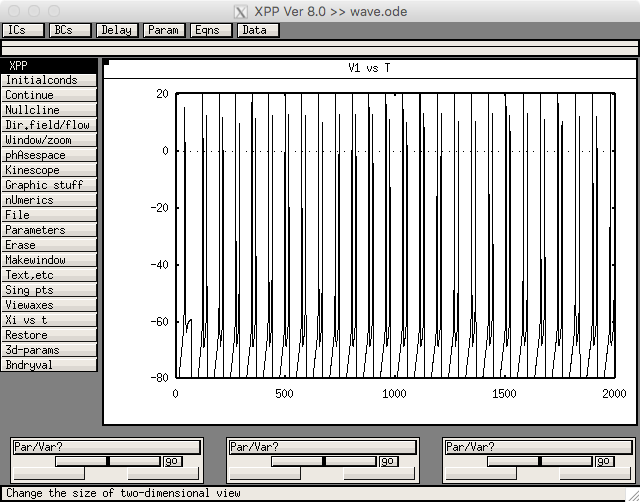 XPP Ver 8.0 >> wave.ode
ICs BCs Delay Param Eqns Data
XPP
Initialconds
Continue
Nullcline
Dir.field/flow
Window/zoom
phAsespace
Kinescope
Graphic stuff
nUmerics
File
Parameters
Erase
Makewindow
Text,etc
Sing pts
Viewaxes
Xi vs t
Restore
3d-params
Bndryval
V1 vs T
20
0
-20
-40
-60
-80
0 500 1000 1500 2000
Par/Var? Par/Var? Par/Var?
go go go
Change the size of two-dimensional view